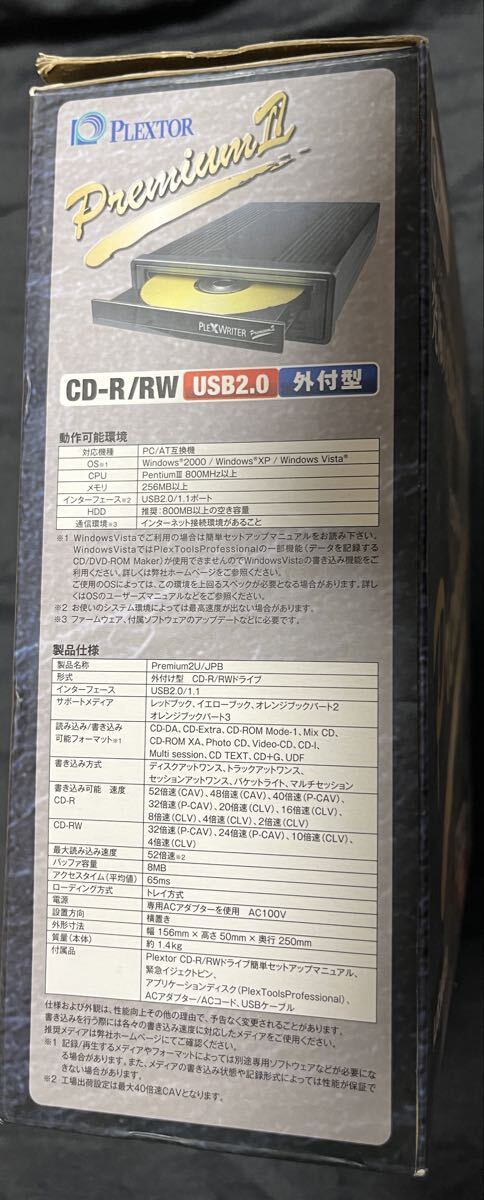 PLEXTOR
Premium II
PLEXWRITER Premium II
CD-R/RW USB2.0 外付型
動作可能環境
対応機種 PC/AT互換機
OS※1 Windows®2000 / Windows®XP / Windows Vista®
CPU PentiumⅢ 800MHz以上
メモリ 256MB以上
インターフェース※2 USB2.0/1.1ポート
HDD 推奨:800MB以上の空き容量
通信環境※3 インターネット接続環境があること
※1 WindowsVistaでご利用の場合は簡単セットアップマニュアルをお読み下さい。
WindowsVistaではPlexToolsProfessionalの一部機能(データを記録する
CD/DVD-ROM Maker)が使用できませんのでWindowsVistaの書き込み機能をご
利用ください。詳しくは弊社ホームページをご参照ください。
ご使用のOSによっては、この環境を上回るスペックが必要となる場合があります。詳し
くはOSのユーザーズマニュアルなどをご参照ください。
※2 お使いのシステム環境によっては最高速度が出ない場合があります。
※3 ファームウェア、付属ソフトウェアのアップデートなどに必要です。
製品仕様
製品名称 Premium2U/JPB
形式 外付け型 CD-R/RWドライブ
インターフェース USB2.0/1.1
サポートメディア レッドブック、イエローブック、オレンジブックパート2
オレンジブックパート3
読み込み/書き込み CD-DA, CD-Extra, CD-ROM Mode-1, Mix CD,
可能フォーマット※1 CD-ROM XA, Photo CD, Video-CD, CD-I,
Multi session, CD TEXT, CD+G, UDF
書き込み方式 ディスクアットワンス、トラックアットワンス、
セッションアットワンス、パケットライト、マルチセッション
書き込み可能 速度 52倍速(CAV)、48倍速(CAV)、40倍速(P-CAV)、
CD-R 32倍速(P-CAV)、20倍速(CLV)、16倍速(CLV)、
8倍速(CLV)、4倍速(CLV)、2倍速(CLV)
CD-RW 32倍速(P-CAV)、24倍速(P-CAV)、10倍速(CLV)、
4倍速(CLV)
最大読み込み速度 52倍速※2
バッファ容量 8MB
アクセスタイム(平均値) 65ms
ローディング方式 トレイ方式
電源 専用ACアダプターを使用 AC100V
設置方向 横置き
外形寸法 幅 156mm × 高さ 50mm × 奥行 250mm
質量(本体) 約 1.4kg
付属品 Plextor CD-R/RWドライブ簡単セットアップマニュアル、
緊急イジェクトピン、
アプリケーションディスク(PlexToolsProfessional)、
ACアダプター/ACコード、USBケーブル
仕様および外観は、性能向上その他の理由で、予告なく変更されることがあります。
書き込みを行う際には各々の書き込み速度に対応したメディアをご使用ください。
推奨メディアは弊社ホームページにてご確認ください。
※1 記録/再生するメディアやフォーマットによっては別途専用ソフトウェアなどが必要にな
る場合があります。また、メディアの書き込み状態や記録形式によっては性能が保証で
きない場合があります。
※2 工場出荷設定は最大40倍速CAVとなります。